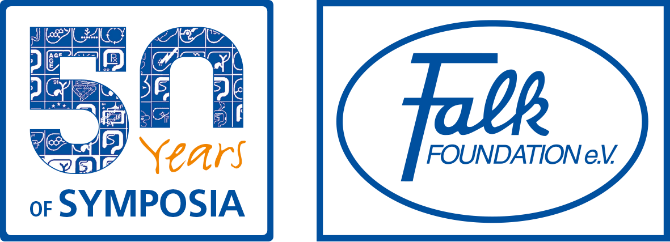 50
Years
OF SYMPOSIA
Falk
FOUNDATION e.V.